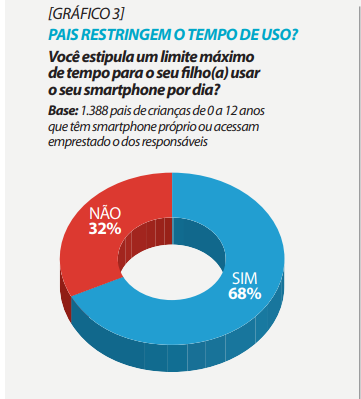 [GRÁFICO 3]
PAIS RESTRINGEM O TEMPO DE USO?
Você estipula um limite máximo
de tempo para o seu filho(a) usar
o seu smartphone por dia?
Base: 1.388 pais de crianças de 0 a 12 anos
que têm smartphone próprio ou acessam
emprestado o dos responsáveis
NÃO
32%
SIM
68%